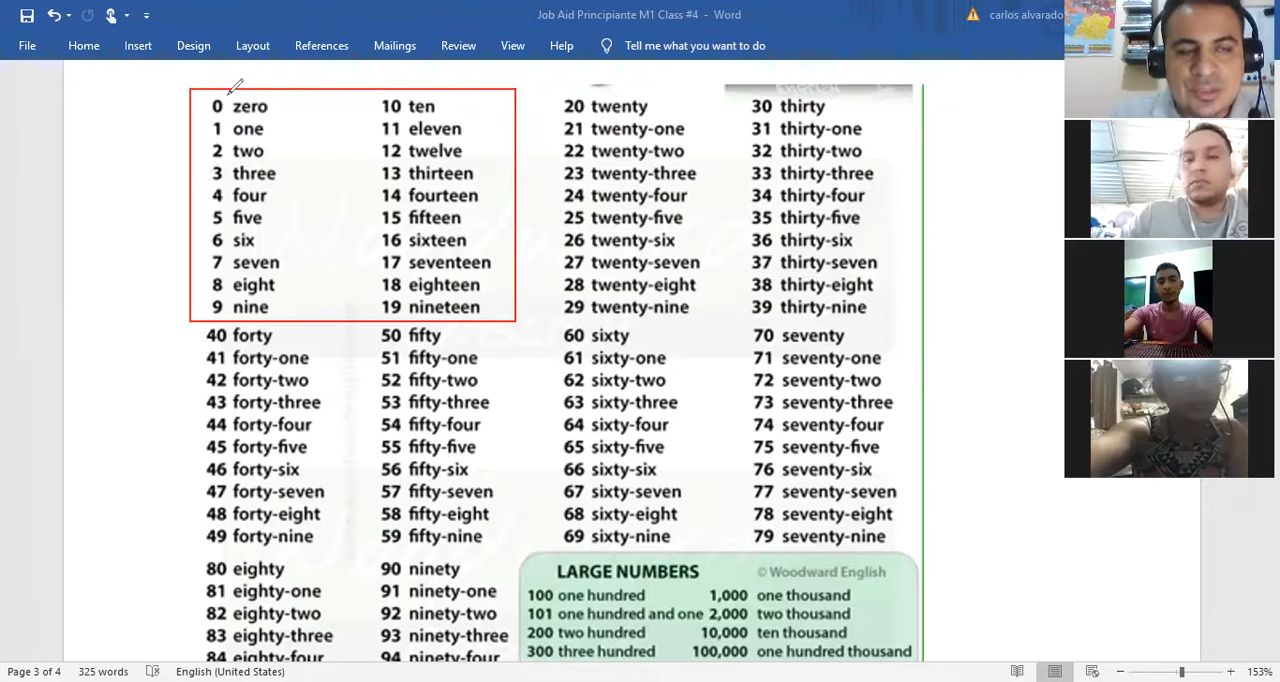 Job Aid Principiante M1 Class #4 - Word
carlos alvarado
File Home Insert Design Layout References Mailings Review View Help Tell me what you want to do
0 zero 10 ten 20 twenty 30 thirty
1 one 11 eleven 21 twenty-one 31 thirty-one
2 two 12 twelve 22 twenty-two 32 thirty-two
3 three 13 thirteen 23 twenty-three 33 thirty-three
4 four 14 fourteen 24 twenty-four 34 thirty-four
5 five 15 fifteen 25 twenty-five 35 thirty-five
6 six 16 sixteen 26 twenty-six 36 thirty-six
7 seven 17 seventeen 27 twenty-seven 37 thirty-seven
8 eight 18 eighteen 28 twenty-eight 38 thirty-eight
9 nine 19 nineteen 29 twenty-nine 39 thirty-nine
40 forty 50 fifty 60 sixty 70 seventy
41 forty-one 51 fifty-one 61 sixty-one 71 seventy-one
42 forty-two 52 fifty-two 62 sixty-two 72 seventy-two
43 forty-three 53 fifty-three 63 sixty-three 73 seventy-three
44 forty-four 54 fifty-four 64 sixty-four 74 seventy-four
45 forty-five 55 fifty-five 65 sixty-five 75 seventy-five
46 forty-six 56 fifty-six 66 sixty-six 76 seventy-six
47 forty-seven 57 fifty-seven 67 sixty-seven 77 seventy-seven
48 forty-eight 58 fifty-eight 68 sixty-eight 78 seventy-eight
49 forty-nine 59 fifty-nine 69 sixty-nine 79 seventy-nine
80 eighty 90 ninety
81 eighty-one 91 ninety-one
82 eighty-two 92 ninety-two
83 eighty-three 93 ninety-three
84 eighty-four 94 ninety-four
LARGE NUMBERS © Woodward English
100 one hundred 1,000 one thousand
101 one hundred and one 2,000 two thousand
200 two hundred 10,000 ten thousand
300 three hundred 100,000 one hundred thousand
Page 3 of 4 325 words English (United States) 153%